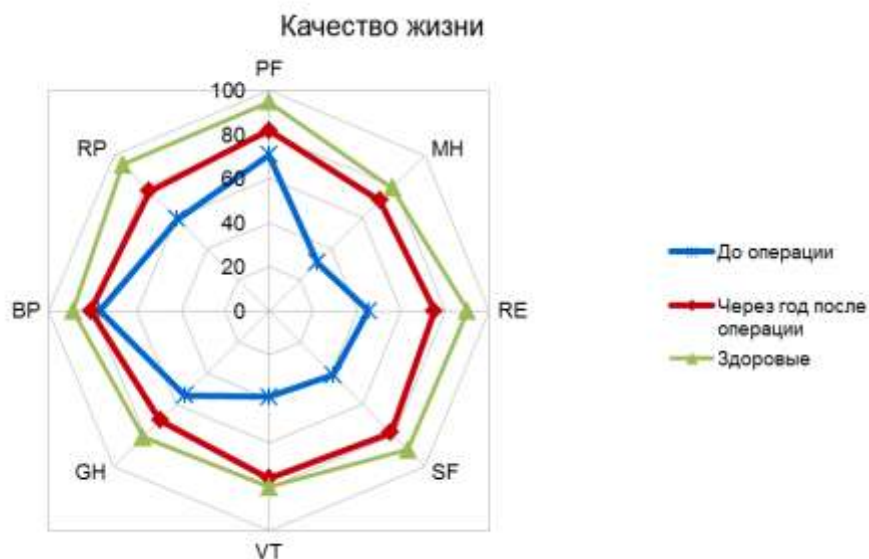 Качество жизни
PF
100
RP
MH
80
60
40
20
BP
0
RE
GH
SF
VT
До операции
Через год после
операции
Здоровые